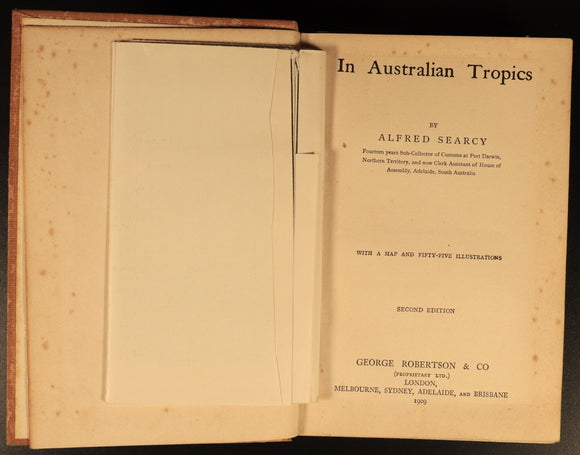 In Australian Tropics
BY
ALFRED SEARCY
Fourteen years Sub-Collector of Customs at Port Darwin,
Northern Territory, and now Clerk Assistant of House of
Assembly, Adelaide, South Australia
WITH A MAP AND FIFTY-FIVE ILLUSTRATIONS
SECOND EDITION
GEORGE ROBERTSON & CO
(PROPRIETARY LTD.)
LONDON,
MELBOURNE, SYDNEY, ADELAIDE, AND BRISBANE
1909